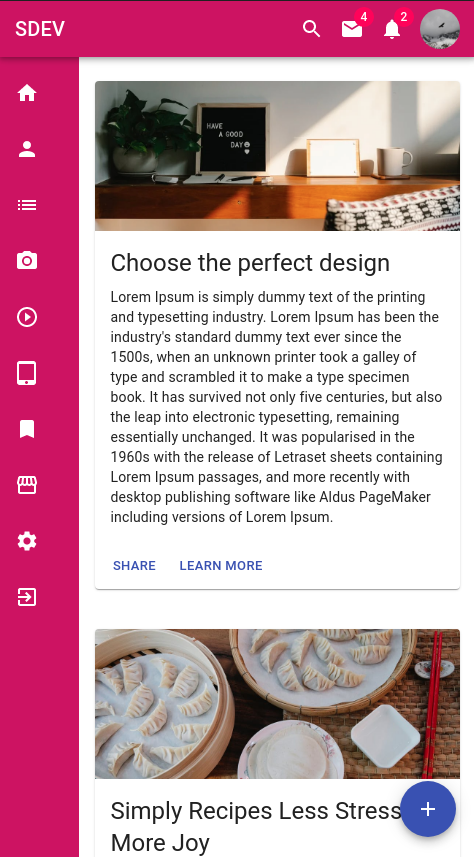 SDEV
4
2
HAVE
A GOOD
DAY
Choose the perfect design
Lorem Ipsum is simply dummy text of the printing
and typesetting industry. Lorem Ipsum has been the
industry's standard dummy text ever since the
1500s, when an unknown printer took a galley of
type and scrambled it to make a type specimen
book. It has survived not only five centuries, but also
the leap into electronic typesetting, remaining
essentially unchanged. It was popularised in the
1960s with the release of Letraset sheets containing
Lorem Ipsum passages, and more recently with
desktop publishing software like Aldus PageMaker
including versions of Lorem Ipsum.
SHARE LEARN MORE
Simply Recipes Less Stress
More Joy